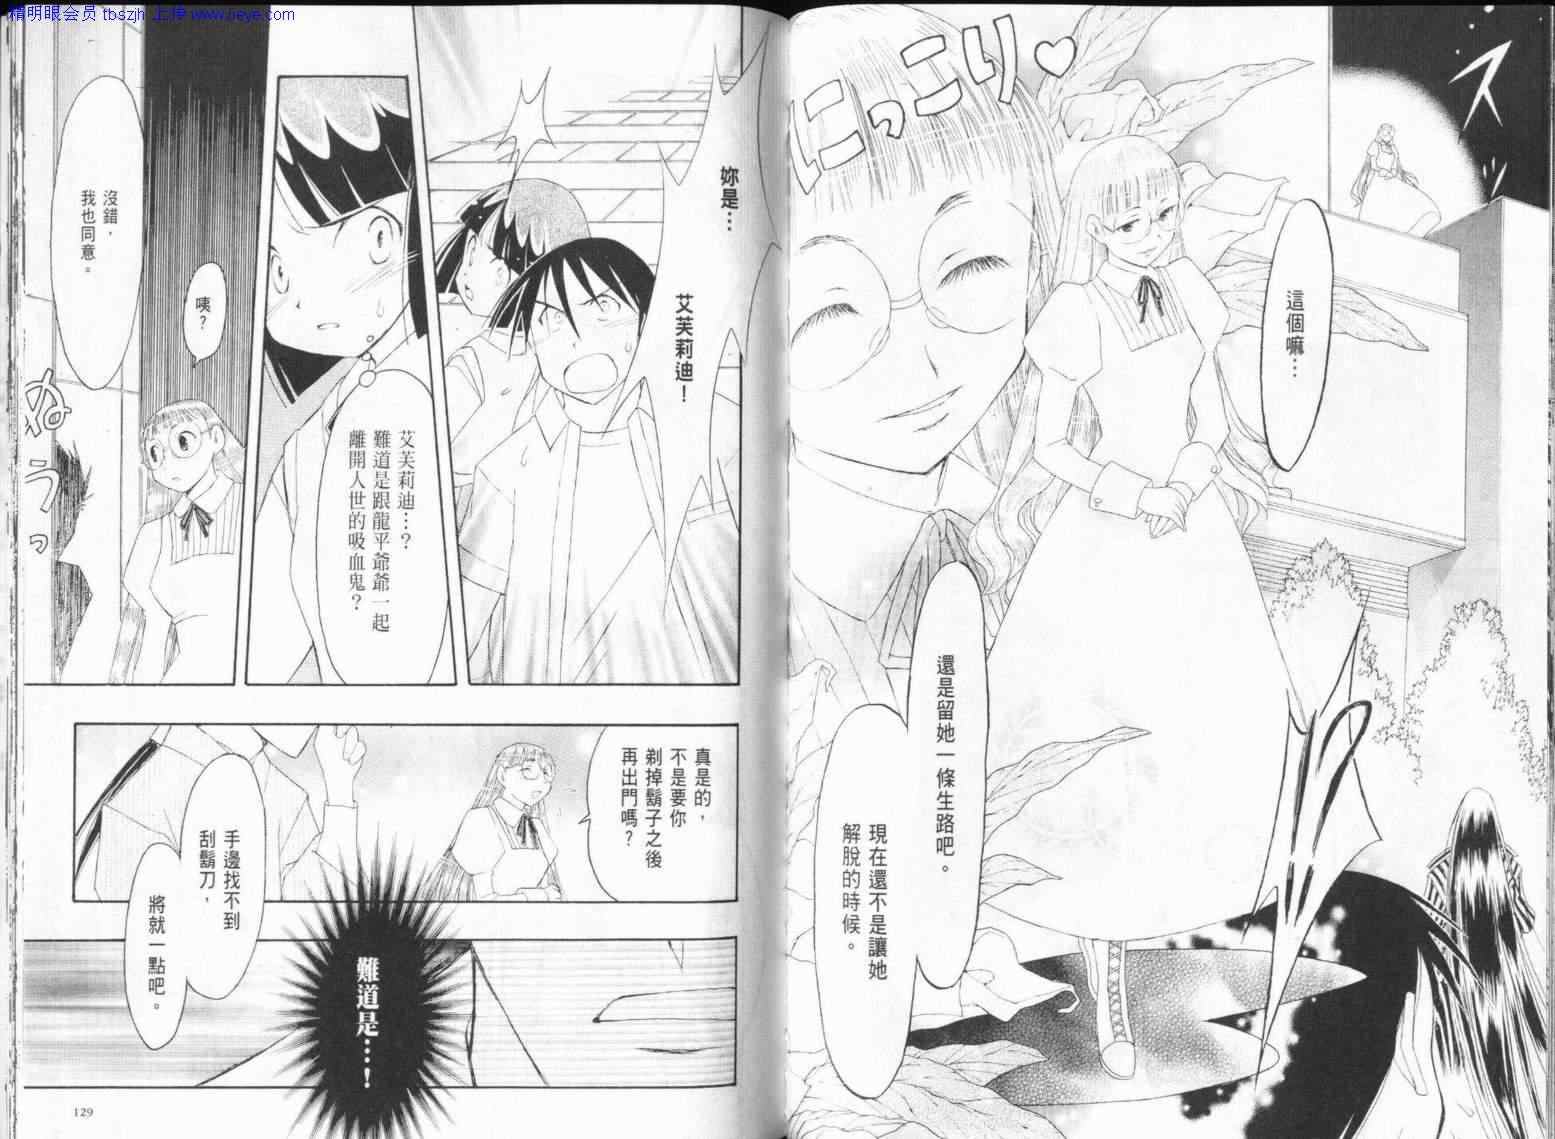 精明眼会员 tbszjh 上传 www.jieye.com
ス
にっこり♡
這個嘛…
還是留她一條生路吧。
現在還不是讓她
解脫的時候。
妳是…
艾芙莉迪！
艾芙莉迪…？
難道是跟龍平爺爺一起
離開人世的吸血鬼？
咦？
沒錯，
我也同意。
ぬうっ
真是的，
不是要你
剃掉鬍子之後
再出門嗎？
手邊找不到
刮鬍刀，
將就一點吧。
難道是…！
129